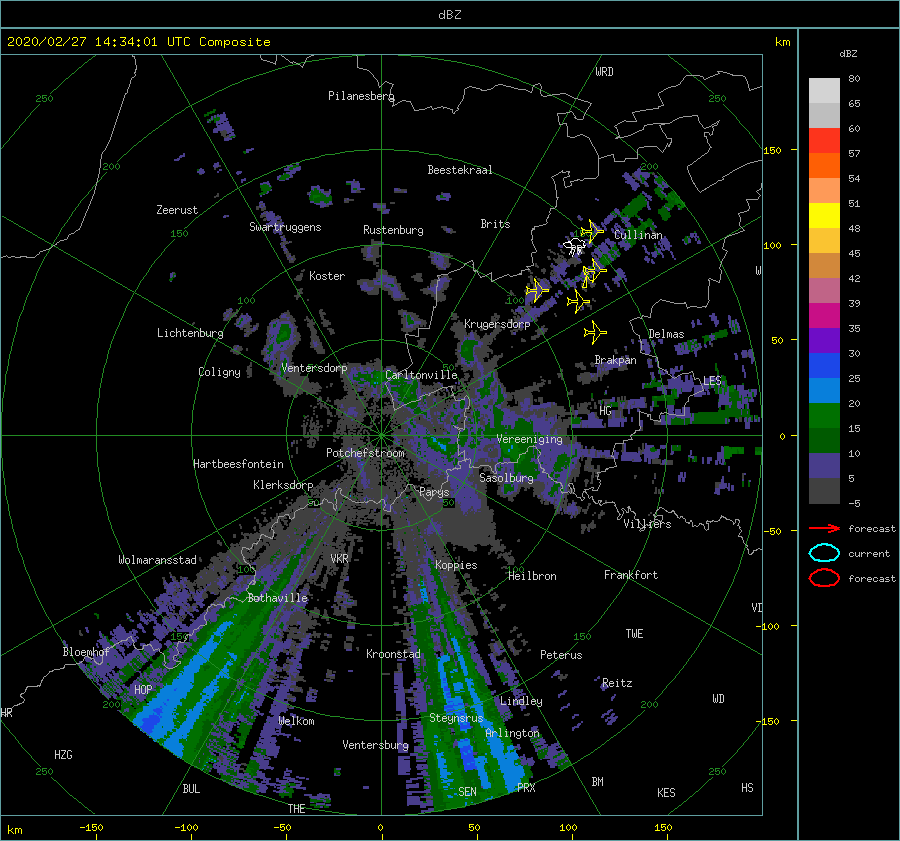 dBZ
2020/02/27 14:34:01 UTC Composite
km
dBZ
WRD
250
250
Pilanesberg
80
65
60
57
54
51
48
45
42
39
35
30
25
20
15
10
5
-5
150
200
200
Beestekraal
Zeerust
Swartruggens
Rustenburg
Brits
Cullinan
150
100
Koster
W
100
100
Lichtenburg
Krugersdorp
Delmas
50
Coligny
Ventersdorp
Carltonville
Brakpan
LES
HG
Vereeniging
0
Potchefstroom
Hartbeesfontein
Klerksdorp
Parys
Sasolburg
50
50
Villiers
-50
forecast
current
forecast
Wolmaransstad
VKR
Koppies
Heilbron
Frankfort
100
100
Bothaville
VD
-100
150
150
TWE
Bloemhof
Kroonstad
Peterus
HOP
Reitz
WD
200
200
Lindley
HR
Welkom
Steynsrus
-150
Arlington
Ventersburg
HZG
250
250
BUL
SEN
PRX
BM
KES
HS
THE
km
-150
-100
-50
0
50
100
150